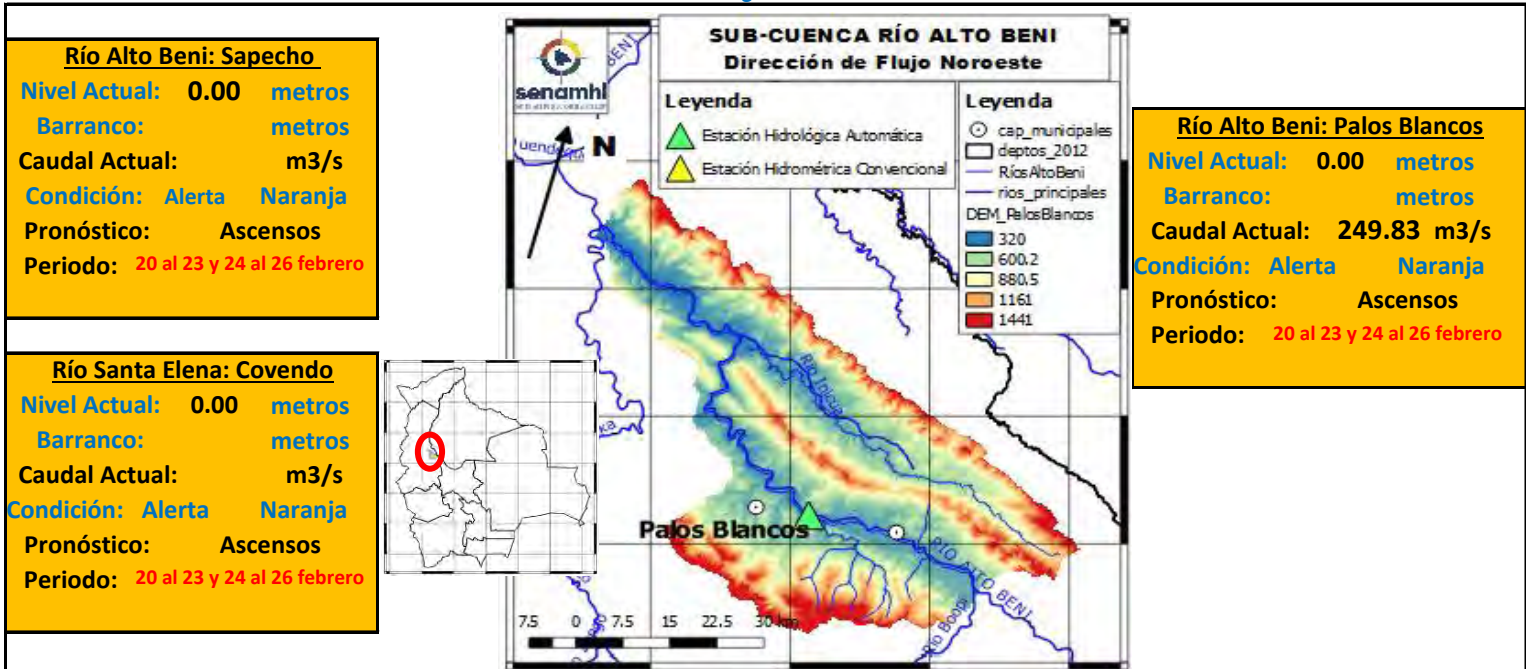 Río Alto Beni: Sapecho
Nivel Actual: 0.00 metros
Barranco: metros
Caudal Actual: m3/s
Condición: Alerta Naranja
Pronóstico: Ascensos
Periodo: 20 al 23 y 24 al 26 febrero
Río Santa Elena: Covendo
Nivel Actual: 0.00 metros
Barranco: metros
Caudal Actual: m3/s
Condición: Alerta Naranja
Pronóstico: Ascensos
Periodo: 20 al 23 y 24 al 26 febrero
senamhi
N
SUB-CUENCA RÍO ALTO BENI
Dirección de Flujo Noroeste
Leyenda
Estación Hidrológica Automática
Estación Hidrométrica Convencional
Leyenda
cap_municipales
deptos_2012
RíosAltoBeni
rios_principales
DEM_PalosBlancos
320
600.2
880.5
1161
1441
BENI
Río Inicua
Palos Blancos
RÍO ALTO BENI
Río Boopi
7.5 0 7.5 15 22.5 30 km
Río Alto Beni: Palos Blancos
Nivel Actual: 0.00 metros
Barranco: metros
Caudal Actual: 249.83 m3/s
Condición: Alerta Naranja
Pronóstico: Ascensos
Periodo: 20 al 23 y 24 al 26 febrero